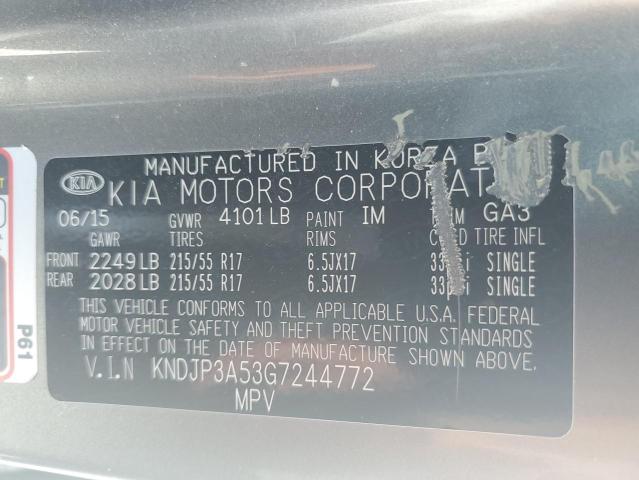 MANUFACTURED IN KOREA B
KIA KIA MOTORS CORPORAT
06/15 GVWR 4101 LB PAINT IM GA3
GAWR TIRES RIMS TIRE INFL
FRONT 2249LB 215/55 R17 6.5JX17 SINGLE
REAR 2028LB 215/55 R17 6.5JX17 SINGLE
THIS VEHICLE CONFORMS TO ALL APPLICABLE U.S.A. FEDERAL
MOTOR VEHICLE SAFETY AND THEFT PREVENTION STANDARDS
IN EFFECT ON THE DATE OF MANUFACTURE SHOWN ABOVE.
V.I.N KNDJP3A53G7244772
MPV
P61